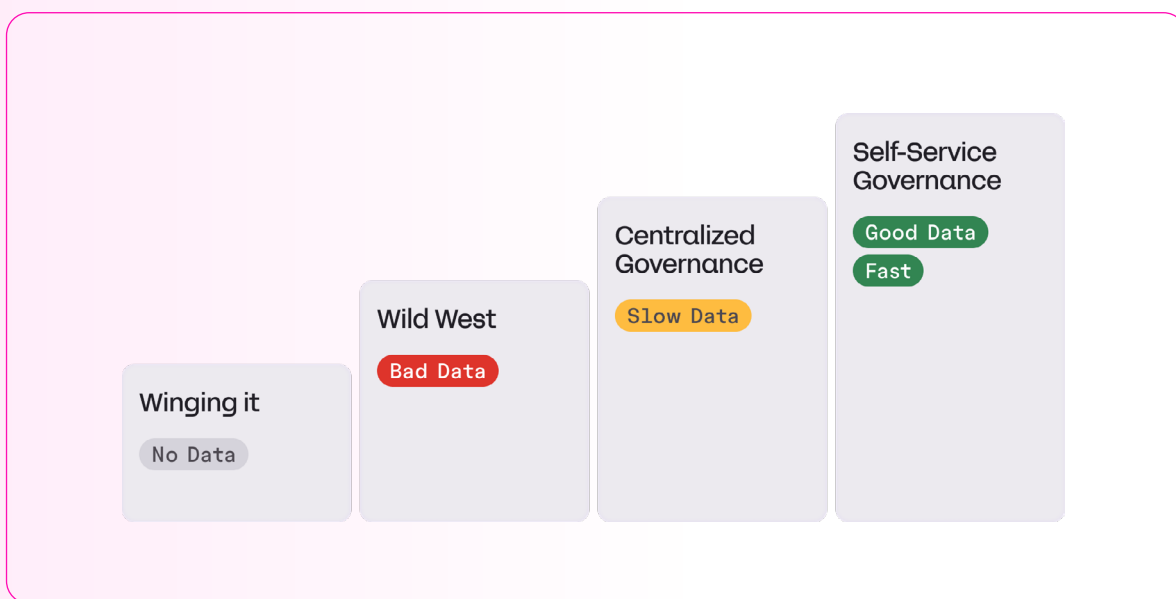 Winging it
No Data
Wild West
Bad Data
Centralized
Governance
Slow Data
Self-Service
Governance
Good Data
Fast